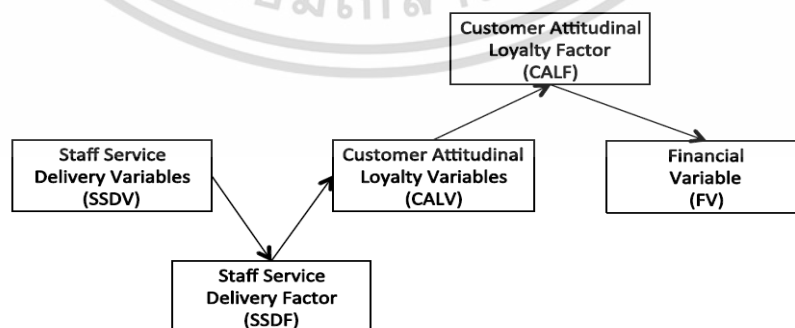 Customer Attitudinal
Loyalty Factor
(CALF)
Staff Service
Delivery Variables
(SSDV)
Customer Attitudinal
Loyalty Variables
(CALV)
Financial
Variable
(FV)
Staff Service
Delivery Factor
(SSDF)